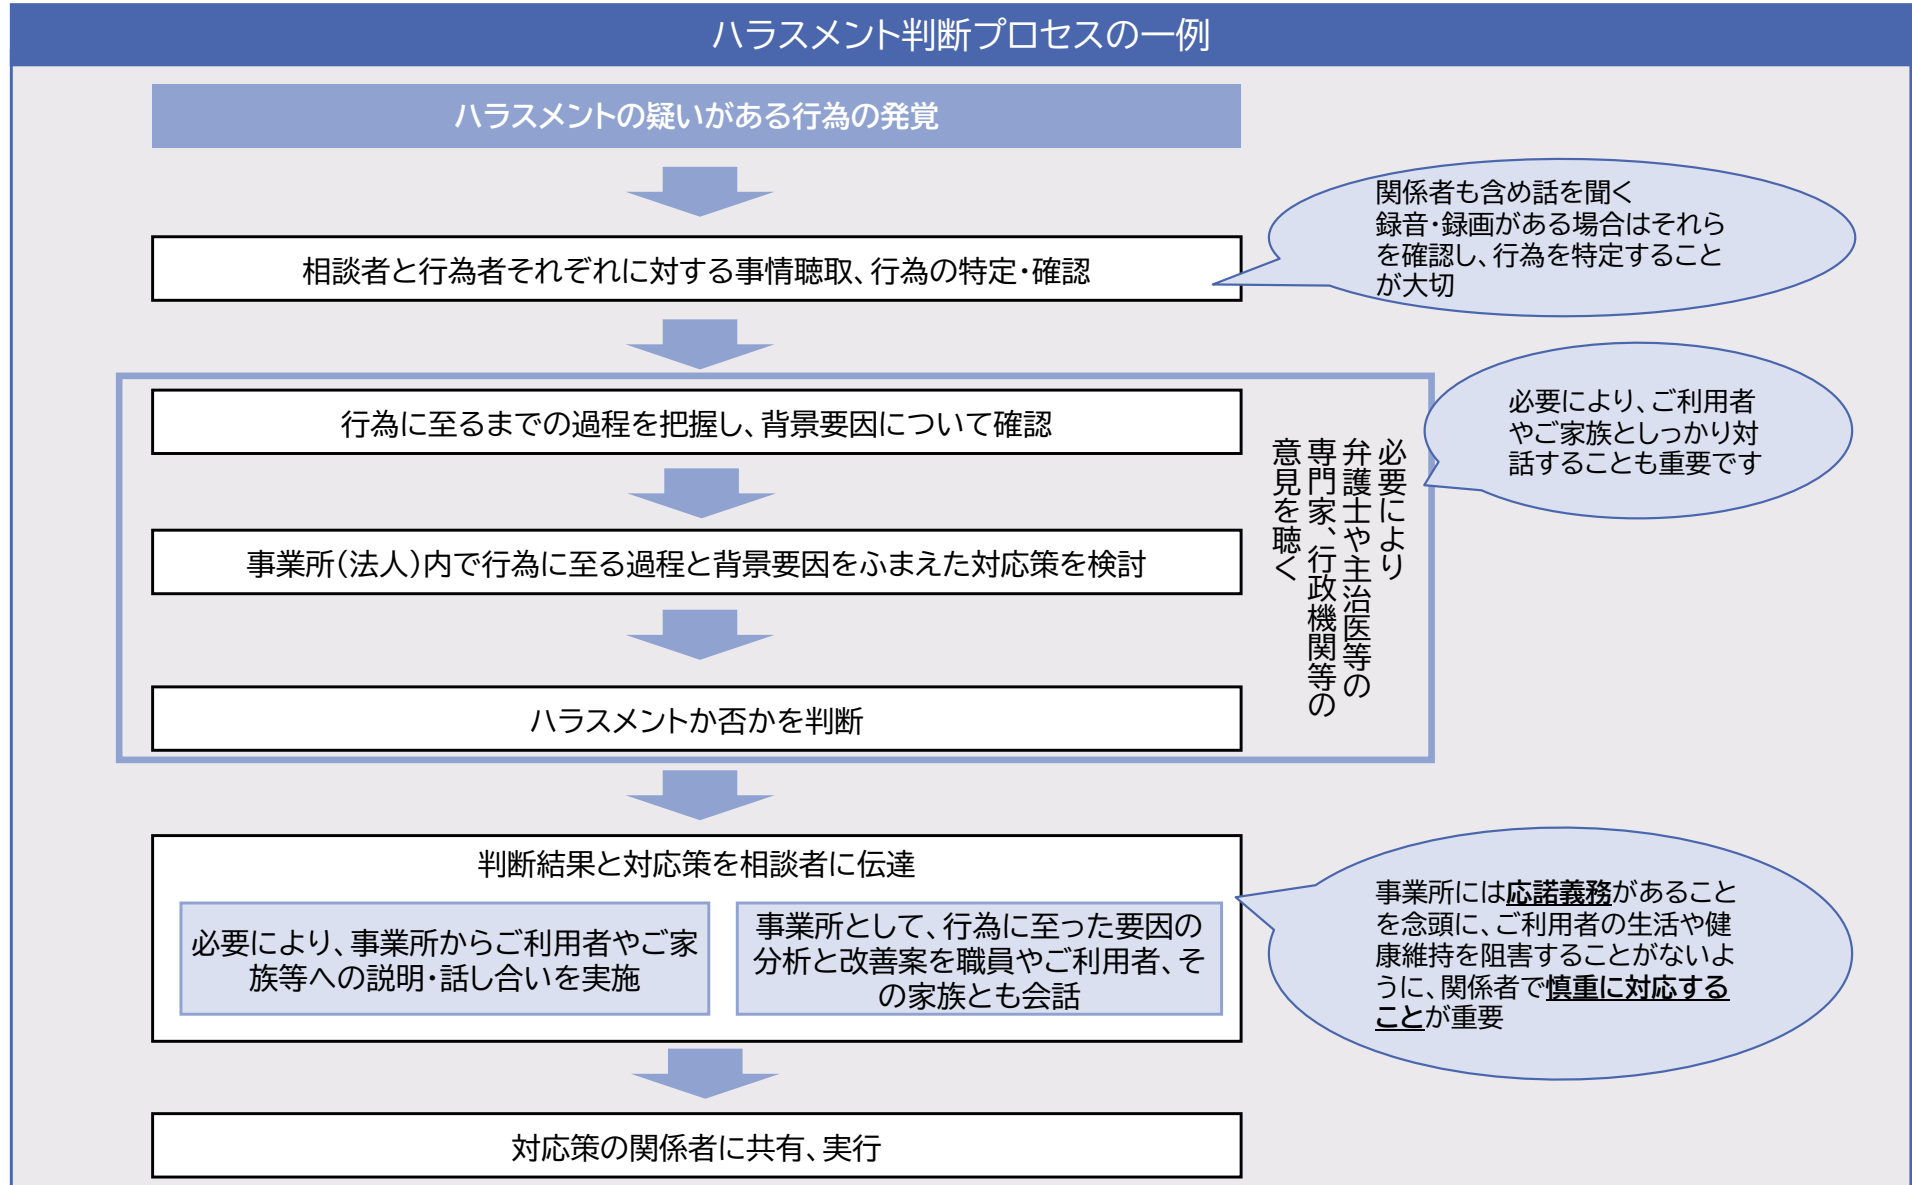 ハラスメント判断プロセスの一例
ハラスメントの疑いがある行為の発覚
相談者と行為者それぞれに対する事情聴取、行為の特定・確認
関係者も含め話を聞く
録音・録画がある場合はそれら
を確認し、行為を特定すること
が大切
行為に至るまでの過程を把握し、背景要因について確認
事業所(法人)内で行為に至る過程と背景要因をふまえた対応策を検討
ハラスメントか否かを判断
必要により
弁護士や主治医等の
専門家、行政機関等の
意見を聴く
必要により、ご利用者
やご家族としっかり対
話することも重要です
判断結果と対応策を相談者に伝達
必要により、事業所からご利用者やご家
族等への説明・話し合いを実施
事業所として、行為に至った要因の
分析と改善案を職員やご利用者、そ
の家族とも会話
事業所には応諾義務があること
を念頭に、ご利用者の生活や健
康維持を阻害することがないよ
うに、関係者で慎重に対応する
ことが重要
対応策の関係者に共有、実行